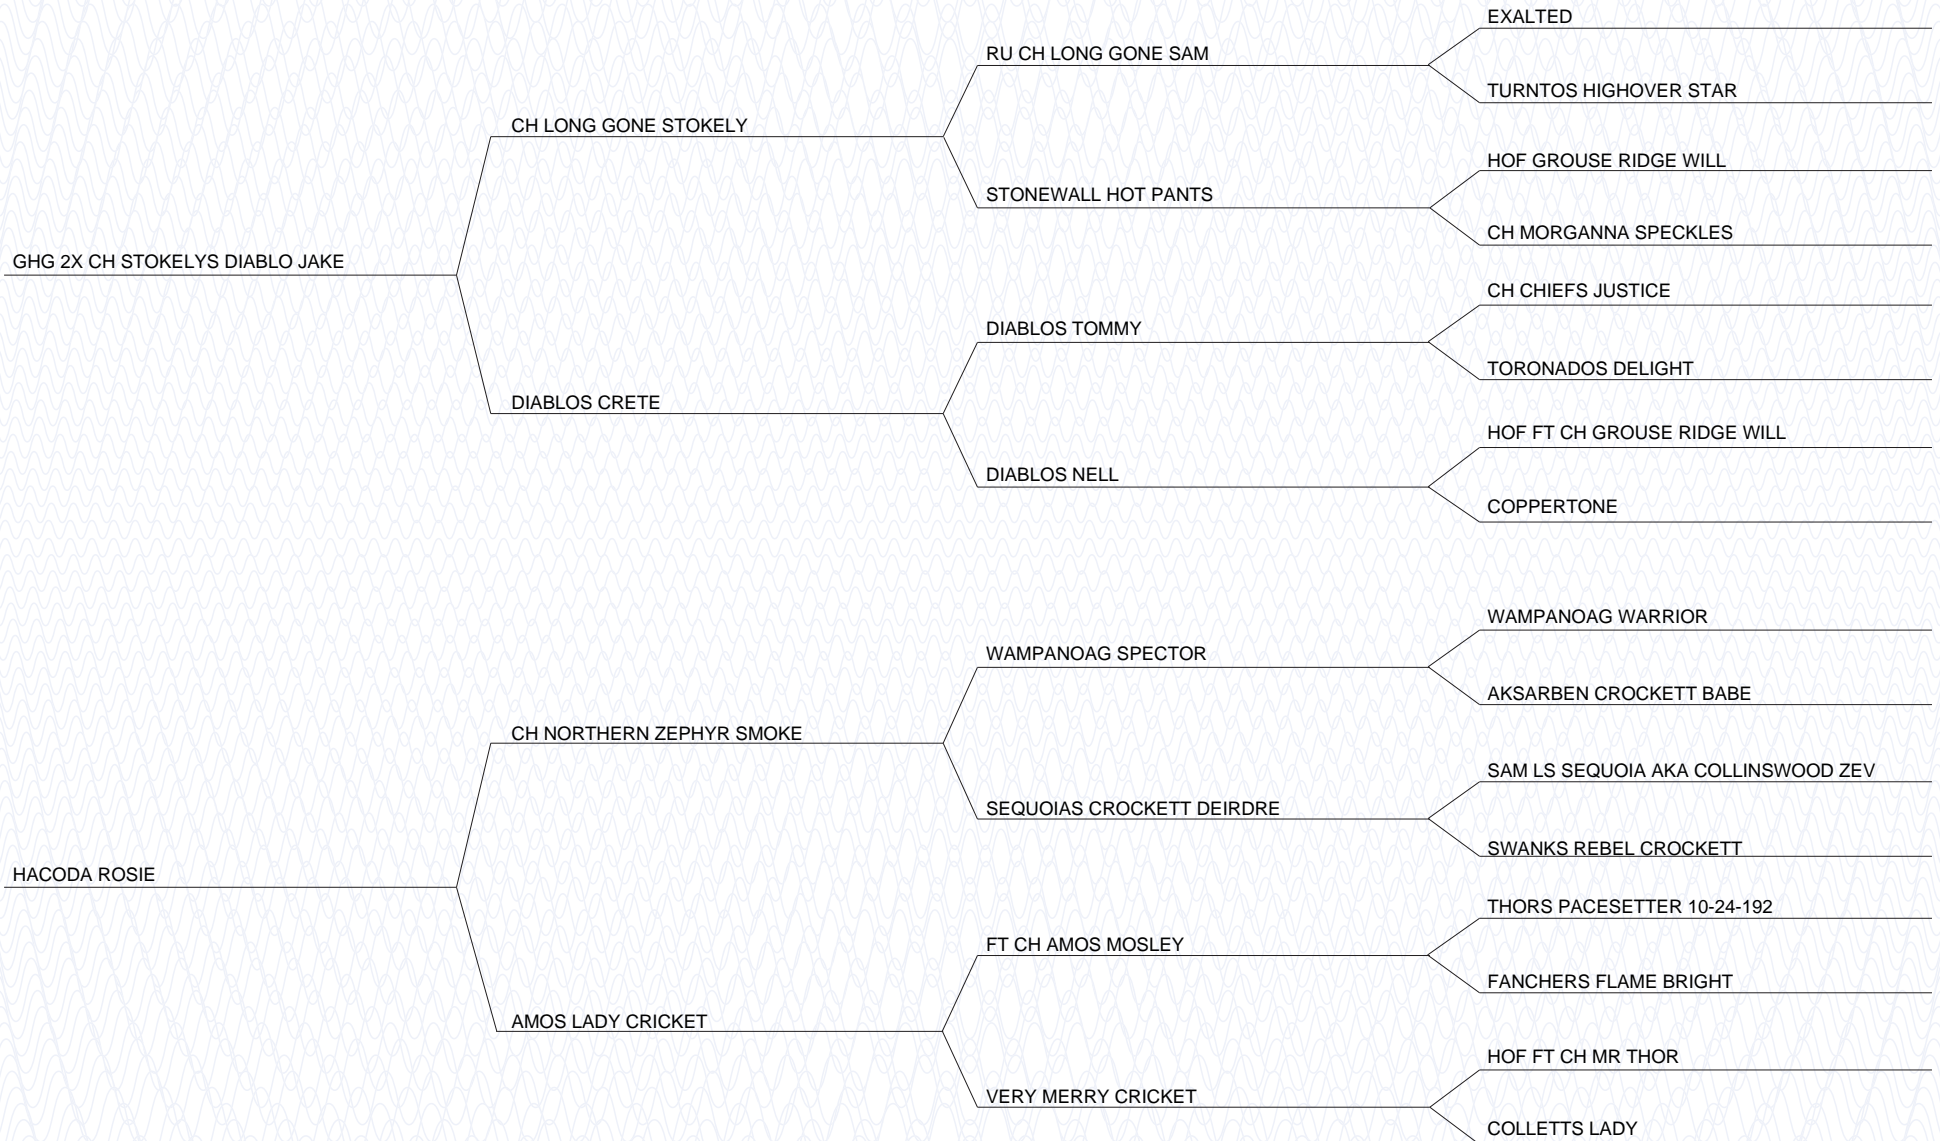 EXALTED
RU CH LONG GONE SAM
TURNTOS HIGHOVER STAR
CH LONG GONE STOKELY
HOF GROUSE RIDGE WILL
STONEWALL HOT PANTS
CH MORGANNA SPECKLES
GHG 2X CH STOKELYS DIABLO JAKE
CH CHIEFS JUSTICE
DIABLOS TOMMY
TORONADOS DELIGHT
DIABLOS CRETE
HOF FT CH GROUSE RIDGE WILL
DIABLOS NELL
COPPERTONE
WAMPANOAG WARRIOR
WAMPANOAG SPECTOR
AKSARBEN CROCKETT BABE
CH NORTHERN ZEPHYR SMOKE
SAM LS SEQUOIA AKA COLLINSWOOD ZEV
SEQUOIAS CROCKETT DEIRDRE
SWANKS REBEL CROCKETT
HACODA ROSIE
THORS PACESETTER 10-24-192
FT CH AMOS MOSLEY
FANCHERS FLAME BRIGHT
AMOS LADY CRICKET
HOF FT CH MR THOR
VERY MERRY CRICKET
COLLETTS LADY